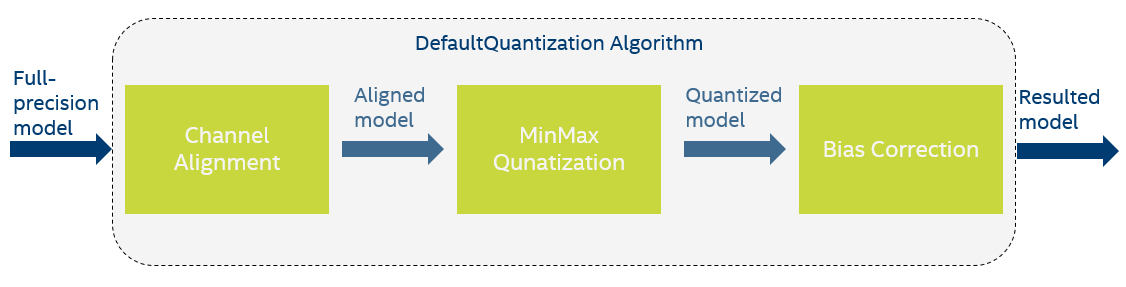 DefaultQuantization Algorithm
Full-
precision
model
Channel
Alignment
Aligned
model
MinMax
Qunatization
Quantized
model
Bias Correction
Resulted
model